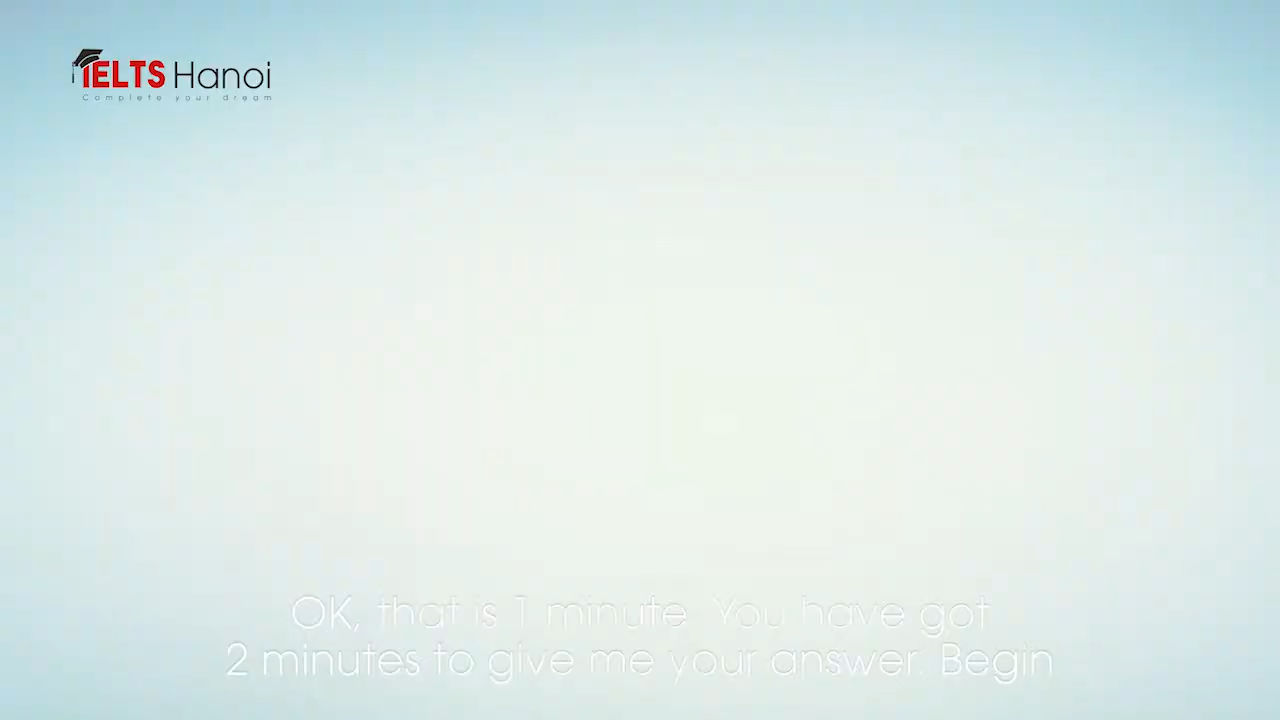 IELTS Hanoi
Complete your dream
OK, that is 1 minute. You have got
2 minutes to give me your answer. Begin